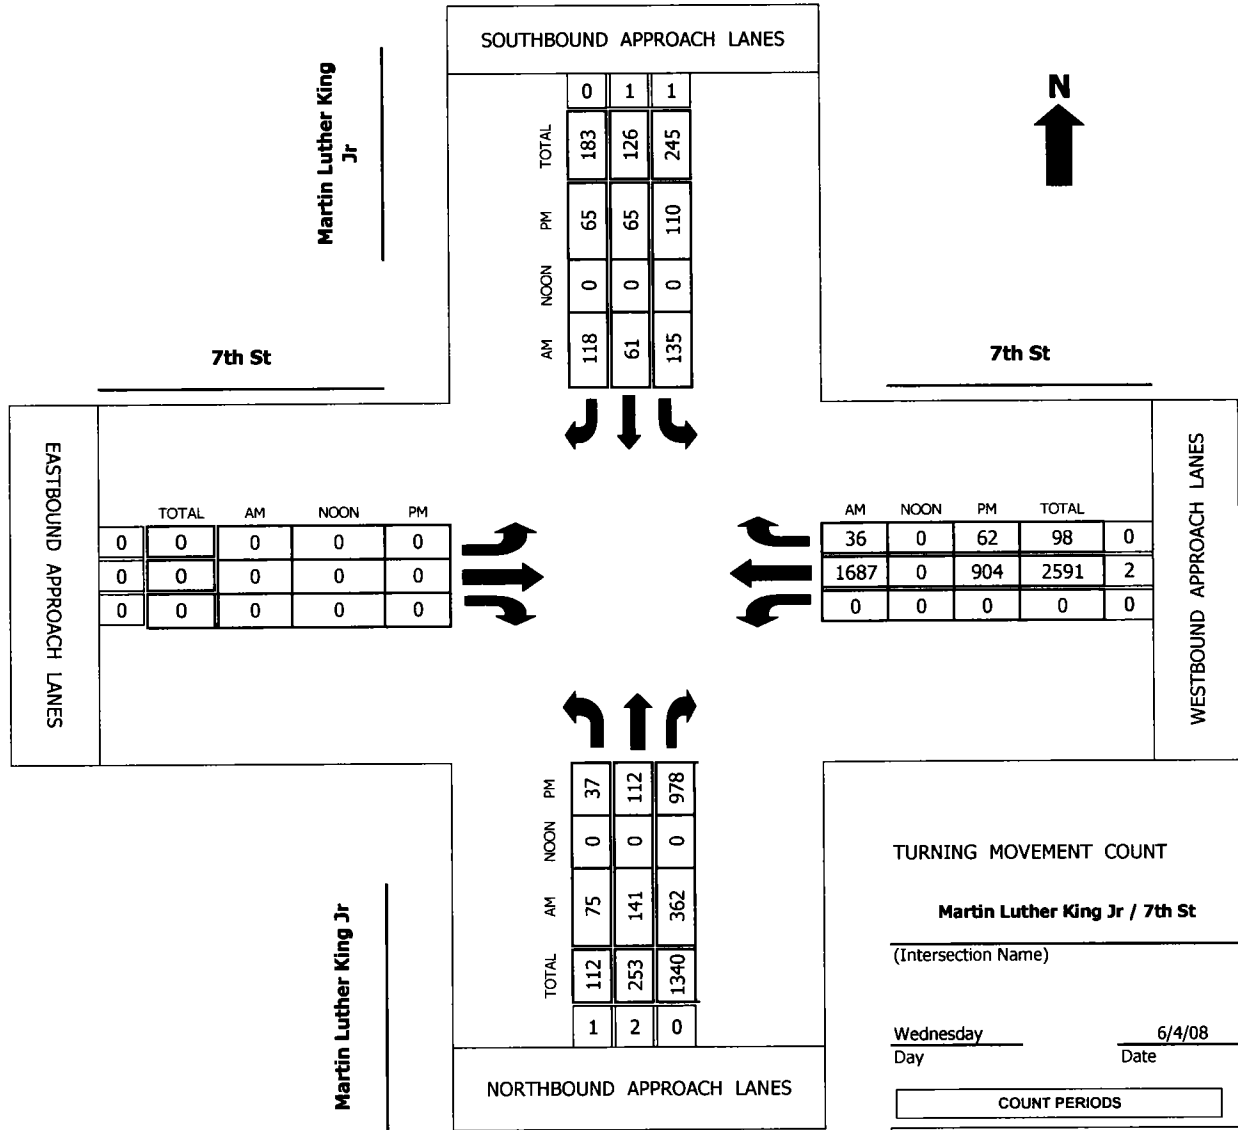 SOUTHBOUND APPROACH LANES
0 1 1
TOTAL 183 126 245
PM 65 65 110
NOON 0 0 0
AM 118 61 135
Martin Luther King
Jr
N
7th St
7th St
EASTBOUND APPROACH LANES
TOTAL AM NOON PM
0 0 0 0 0
0 0 0 0 0
0 0 0 0 0
AM NOON PM TOTAL
36 0 62 98 0
1687 0 904 2591 2
0 0 0 0 0
WESTBOUND APPROACH LANES
PM 37 112 978
NOON 0 0 0
AM 75 141 362
TOTAL 112 253 1340
1 2 0
NORTHBOUND APPROACH LANES
Martin Luther King Jr
TURNING MOVEMENT COUNT
Martin Luther King Jr / 7th St
(Intersection Name)
Wednesday 6/4/08
Day Date
COUNT PERIODS